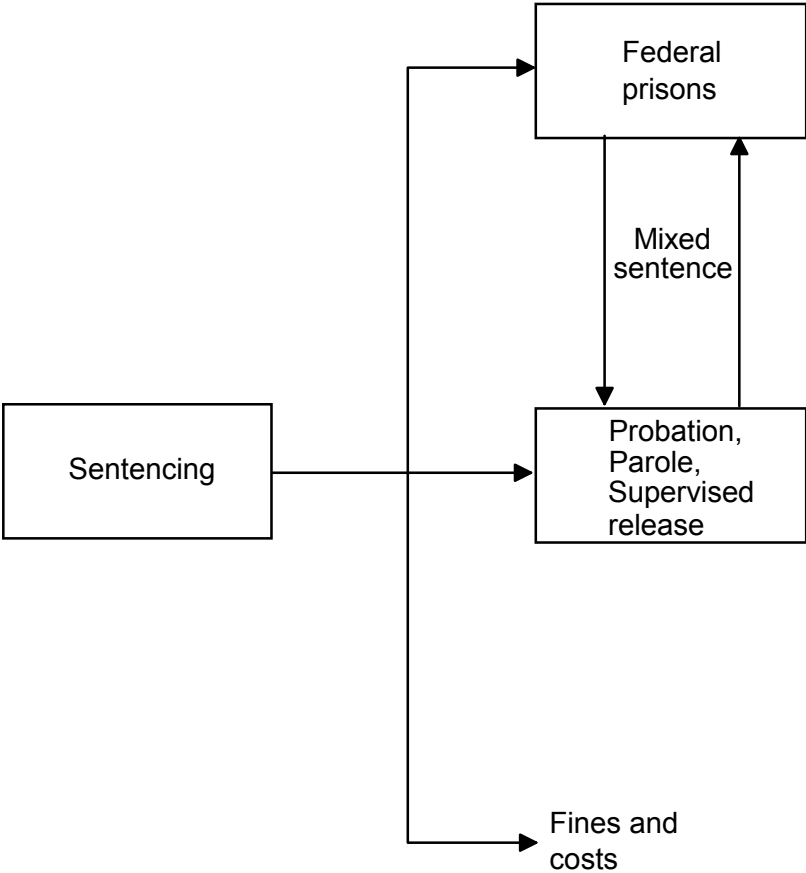 Federal
prisons
Mixed
sentence
Sentencing
Probation,
Parole,
Supervised
release
Fines and
costs